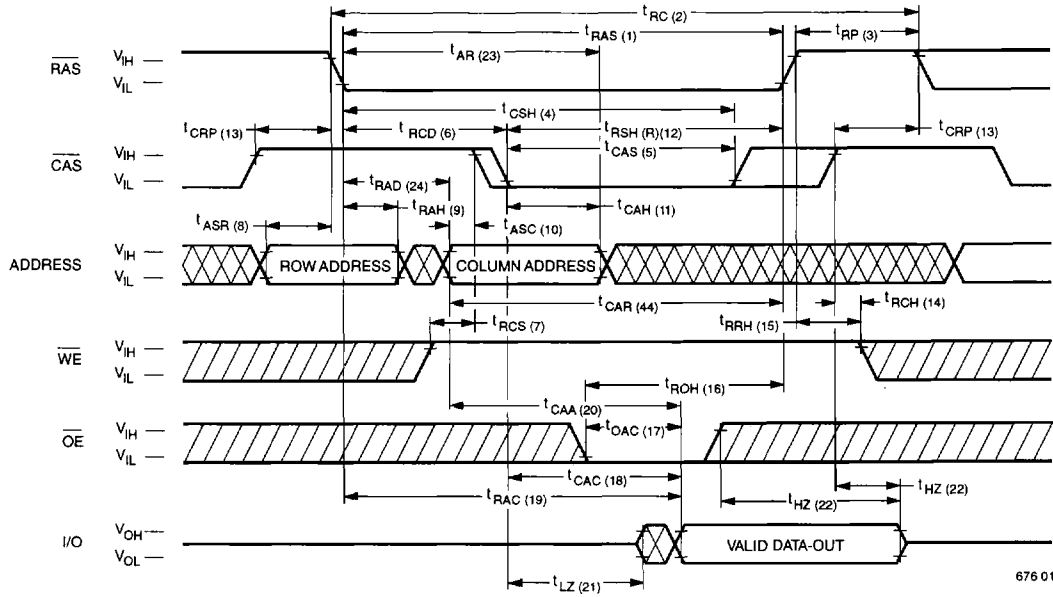 tRC (2)
tRAS (1)
tRP (3)
tAR (23)
RAS
VIH
VIL
tCSH (4)
tCRP (13)
tRCD (6)
tRSH (R)(12)
tCRP (13)
CAS
VIH
VIL
tCAS (5)
tRAD (24)
tRAH (9)
tCAH (11)
tASR (8)
tASC (10)
ADDRESS
VIH
VIL
ROW ADDRESS
COLUMN ADDRESS
tCAR (44)
tRCH (14)
tRCS (7)
tRRH (15)
WE
VIH
VIL
tROH (16)
tCAA (20)
OE
VIH
VIL
tOAC (17)
tCAC (18)
tHZ (22)
tRAC (19)
tHZ (22)
I/O
VOH
VOL
VALID DATA-OUT
tLZ (21)
676 01